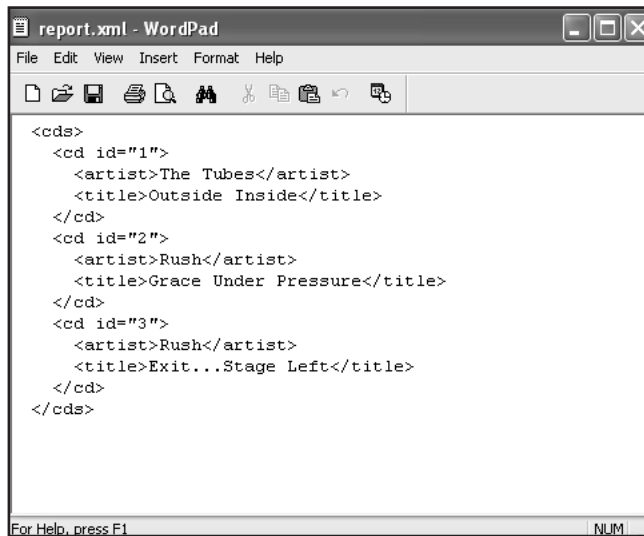 report.xml - WordPad
File Edit View Insert Format Help
<cds>
  <cd id="1">
    <artist>The Tubes</artist>
    <title>Outside Inside</title>
  </cd>
  <cd id="2">
    <artist>Rush</artist>
    <title>Grace Under Pressure</title>
  </cd>
  <cd id="3">
    <artist>Rush</artist>
    <title>Exit...Stage Left</title>
  </cd>
</cds>
For Help, press F1 NUM